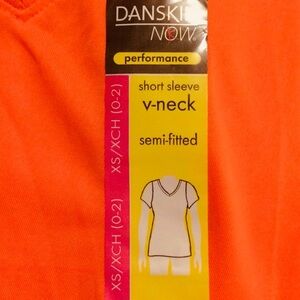 DANSKIN
NOW
performance
short sleeve
v-neck
semi-fitted
XS/XCH (0-2)
XS/XCH (0-2)